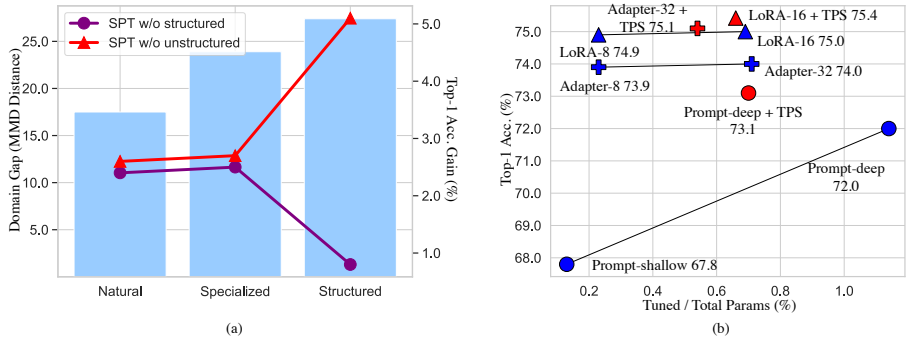 SPT w/o structured
SPT w/o unstructured
Domain Gap (MMD Distance)
25.0
20.0
15.0
10.0
5.0
5.0
4.0
3.0
2.0
1.0
Top-1 Acc. Gain (%)
Natural
Specialized
Structured
(a)
Top-1 Acc. (%)
75.0
74.0
73.0
72.0
71.0
70.0
69.0
68.0
Adapter-32 +
TPS 75.1
LoRA-16 + TPS 75.4
LoRA-8 74.9
LoRA-16 75.0
Adapter-8 73.9
Adapter-32 74.0
Prompt-deep + TPS
73.1
Prompt-deep
72.0
Prompt-shallow 67.8
0.2
0.4
0.6
0.8
1.0
Tuned / Total Params (%)
(b)